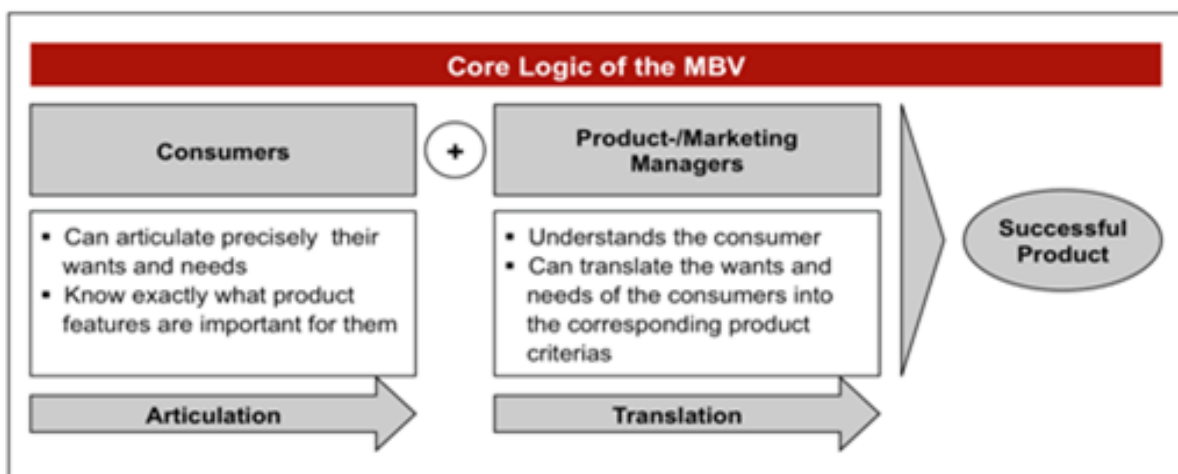 Core Logic of the MBV
Consumers
+
Product-/Marketing
Managers
▪ Can articulate precisely their
wants and needs
▪ Know exactly what product
features are important for them
▪ Understands the consumer
▪ Can translate the wants and
needs of the consumers into
the corresponding product
criterias
Successful
Product
Articulation
Translation